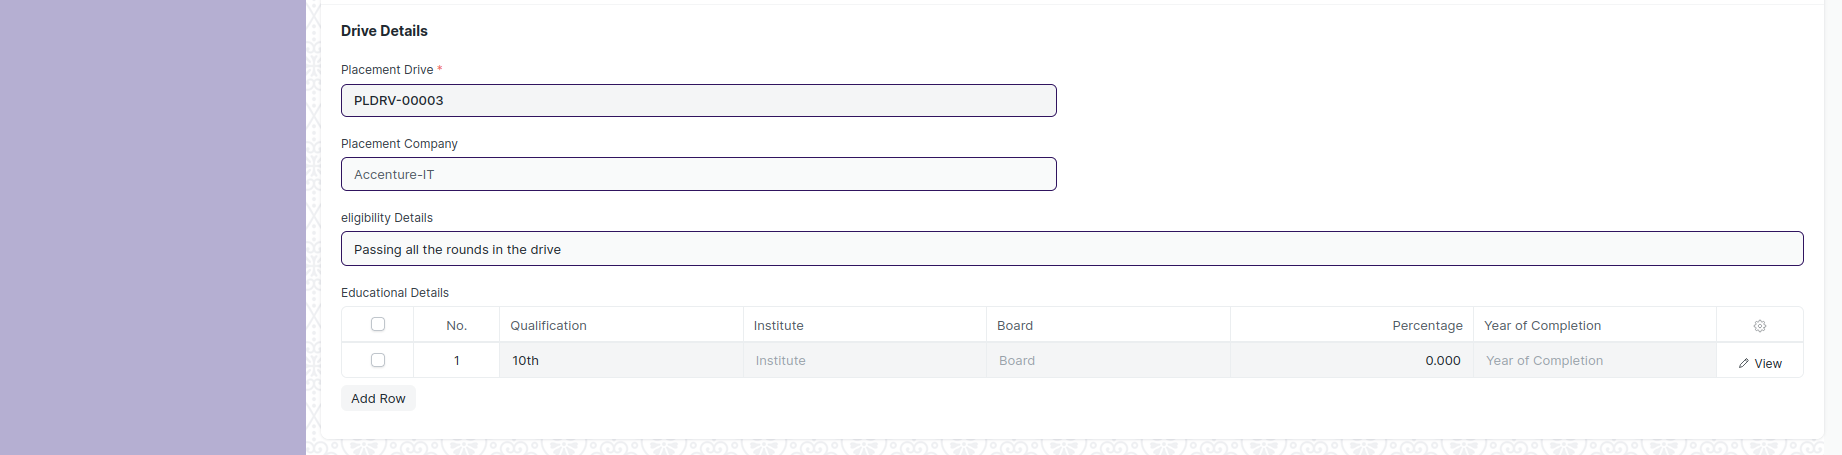 Drive Details
Placement Drive *
PLDRV-00003
Placement Company
Accenture-IT
eligibility Details
Passing all the rounds in the drive
Educational Details
No. Qualification Institute Board Percentage Year of Completion
1 10th Institute Board 0.000 Year of Completion View
Add Row